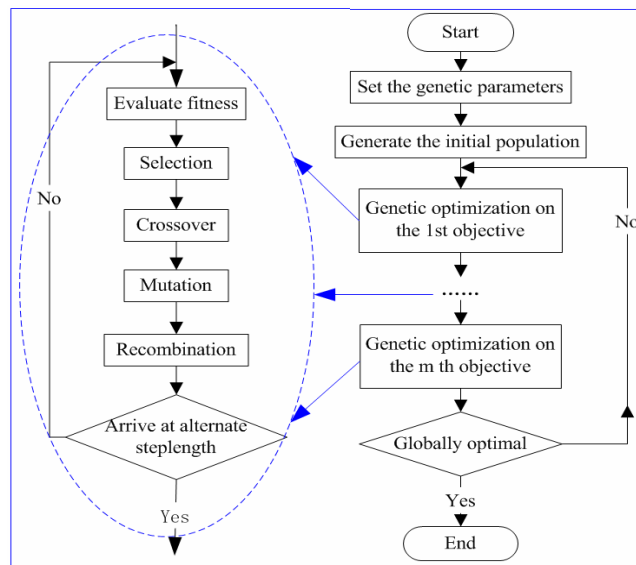 Start
Set the genetic parameters
Generate the initial population
Genetic optimization on
the 1st objective
......
Genetic optimization on
the m th objective
Globally optimal
No
Yes
End
Evaluate fitness
Selection
Crossover
Mutation
Recombination
Arrive at alternate
steplength
No
Yes